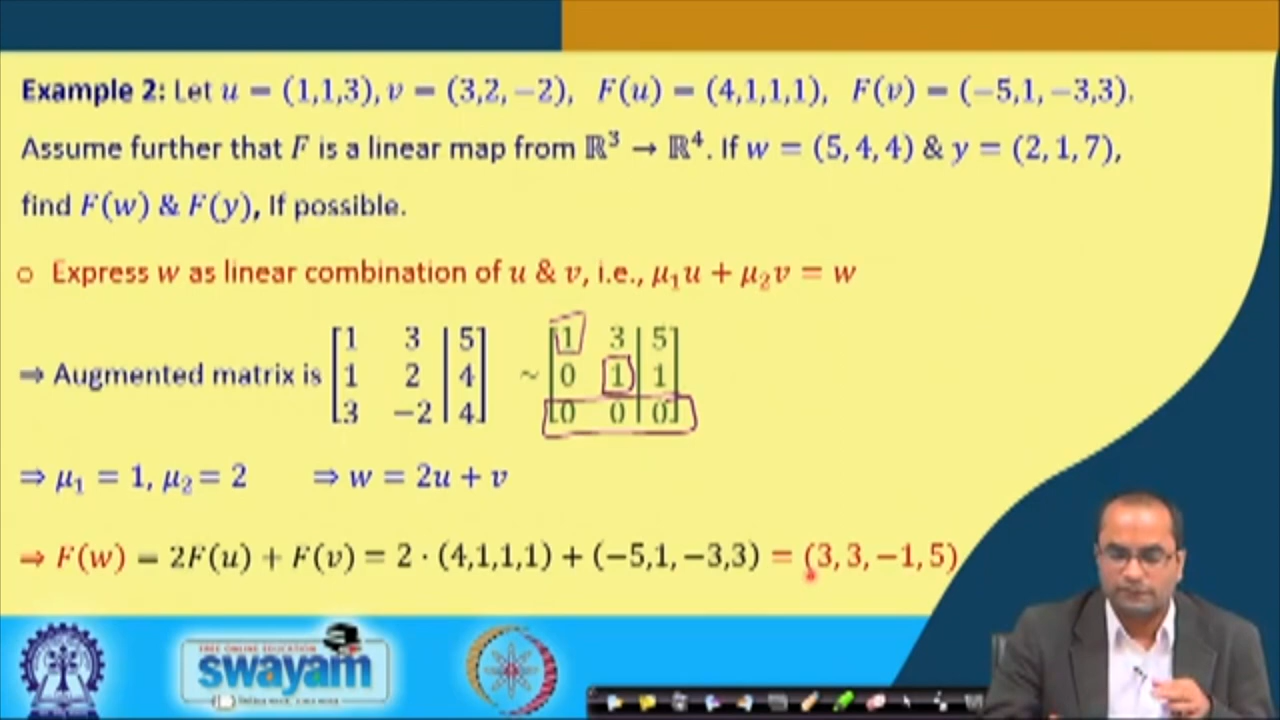 Example 2: Let u = (1,1,3), v = (3,2,−2), F(u) = (4,1,1,1), F(v) = (−5,1,−3,3).
Assume further that F is a linear map from ℝ³ → ℝ⁴. If w = (5,4,4) & y = (2,1,7),
find F(w) & F(y), If possible.
○ Express w as linear combination of u & v, i.e., μ₁u + μ₂v = w
⇒ Augmented matrix is [1 3 | 5; 1 2 | 4; 3 −2 | 4] ~ [1 3 | 5; 0 1 | 1; 0 0 | 0]
⇒ μ₁ = 1, μ₂ = 2 ⇒ w = 2u + v
⇒ F(w) = 2F(u) + F(v) = 2 · (4,1,1,1) + (−5,1,−3,3) = (3, 3, −1, 5)
FREE ONLINE EDUCATION
swayam